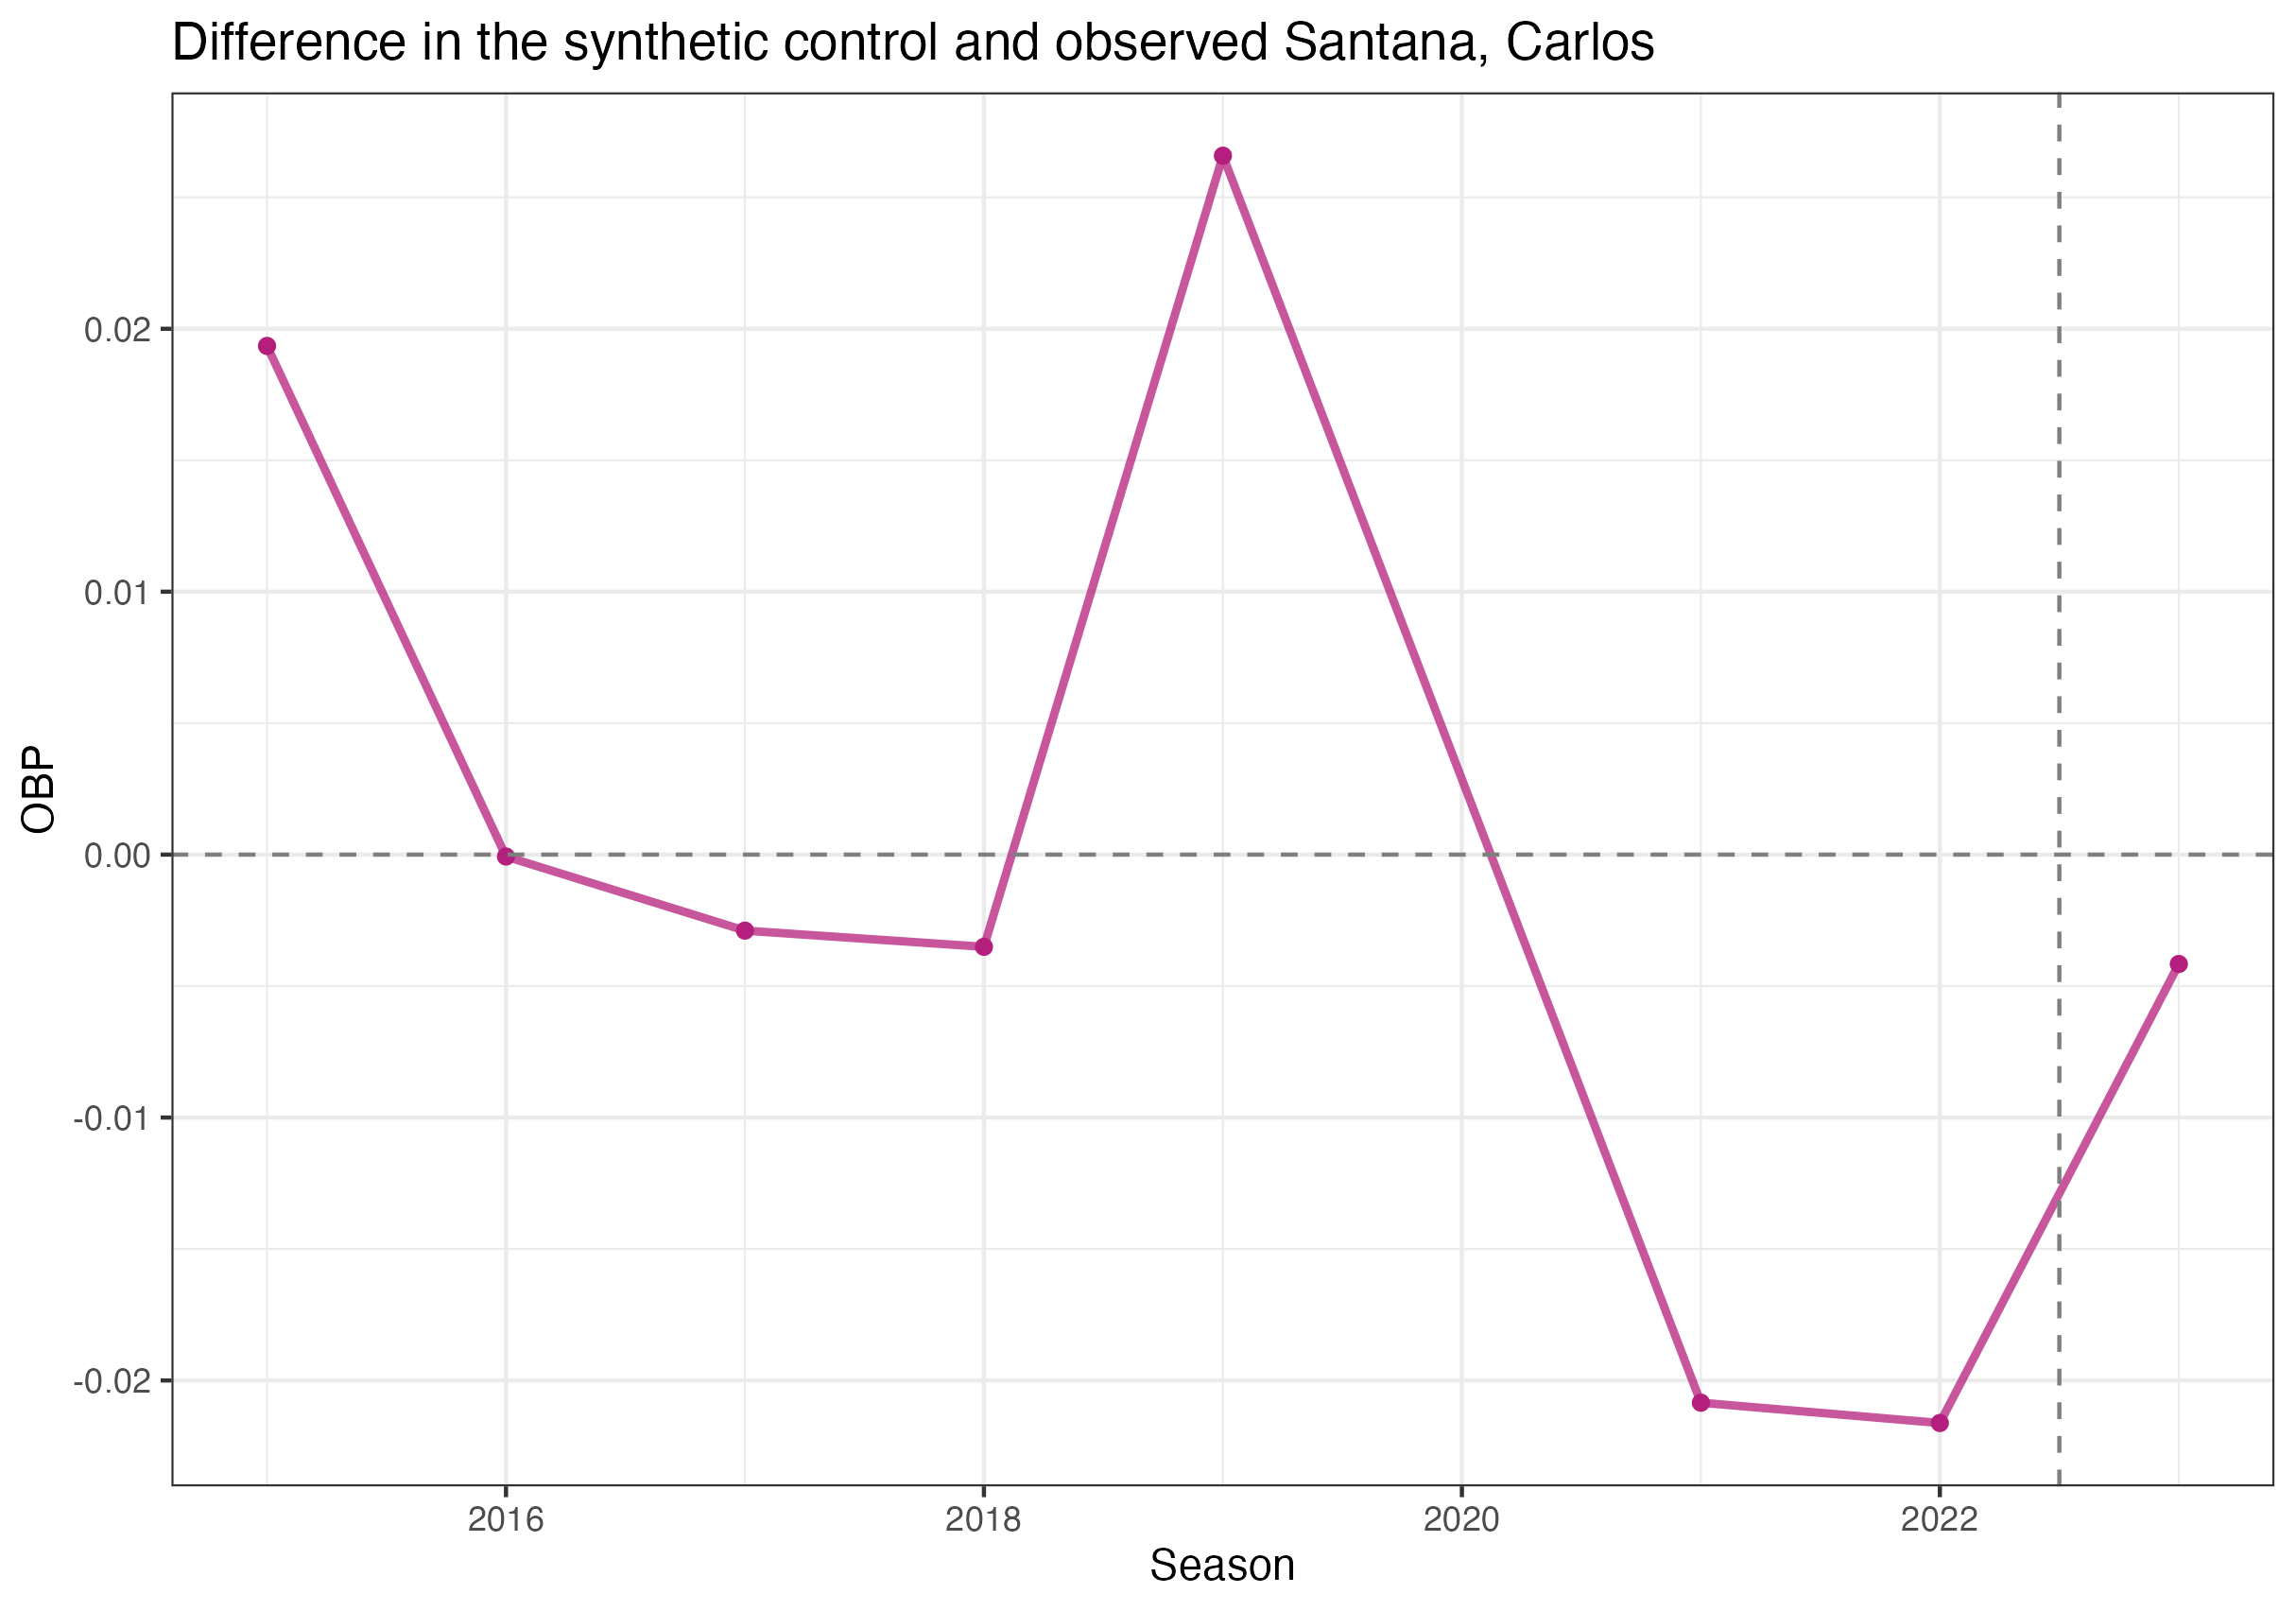 Difference in the synthetic control and observed Santana, Carlos
OBP
0.02
0.01
0.00
-0.01
-0.02
2016 2018 2020 2022
Season